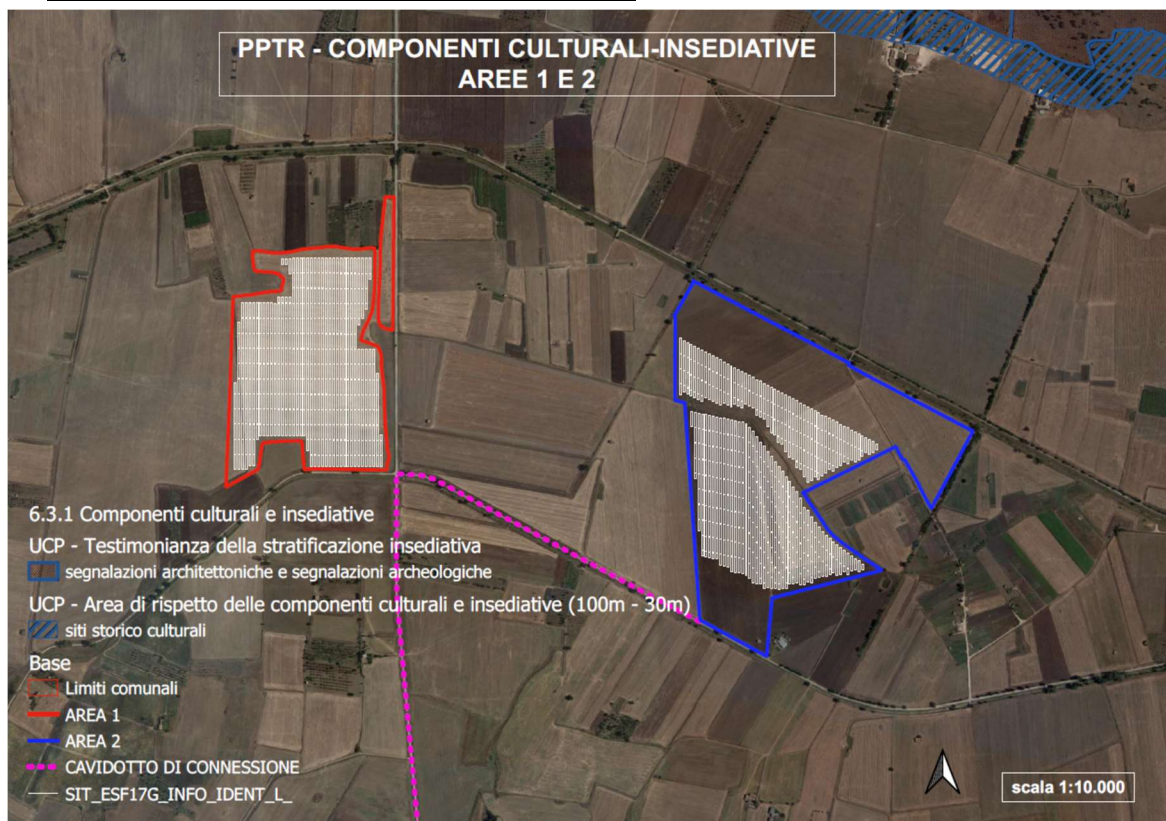 PPTR - COMPONENTI CULTURALI-INSEDIATIVE
AREE 1 E 2
6.3.1 Componenti culturali e insediative
UCP - Testimonianza della stratificazione insediativa
segnalazioni architettoniche e segnalazioni archeologiche
UCP - Area di rispetto delle componenti culturali e insediative (100m - 30m)
siti storico culturali
Base
Limiti comunali
AREA 1
AREA 2
CAVIDOTTO DI CONNESSIONE
SIT_ESF17G_INFO_IDENT_L_
scala 1:10.000